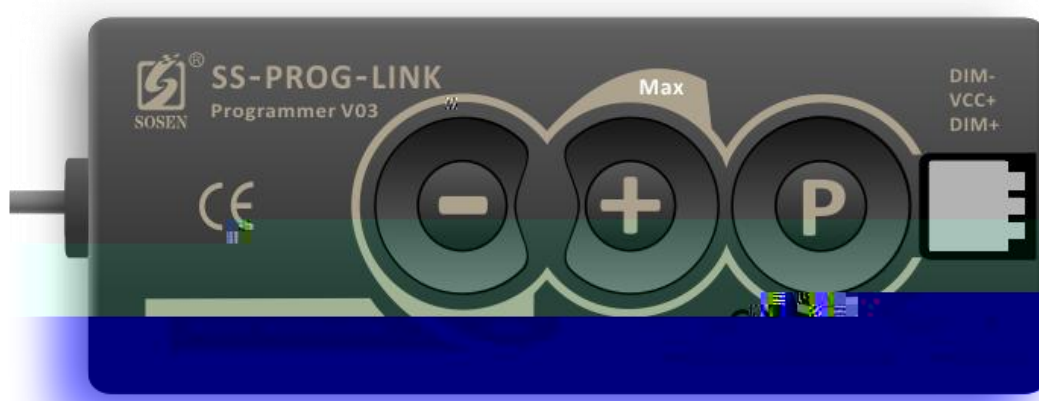 SS-PROG-LINK
Programmer V03
®
SOSEN
CE
Max
DIM-
VCC+
DIM+
-
+
P